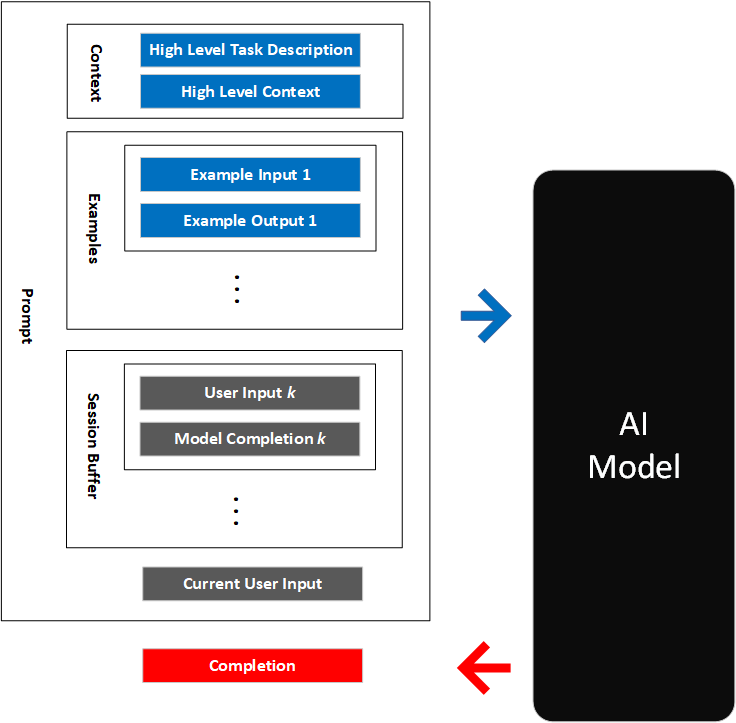 Prompt
Context
High Level Task Description
High Level Context
Examples
Example Input 1
Example Output 1
Session Buffer
User Input k
Model Completion k
Current User Input
Completion
AI
Model